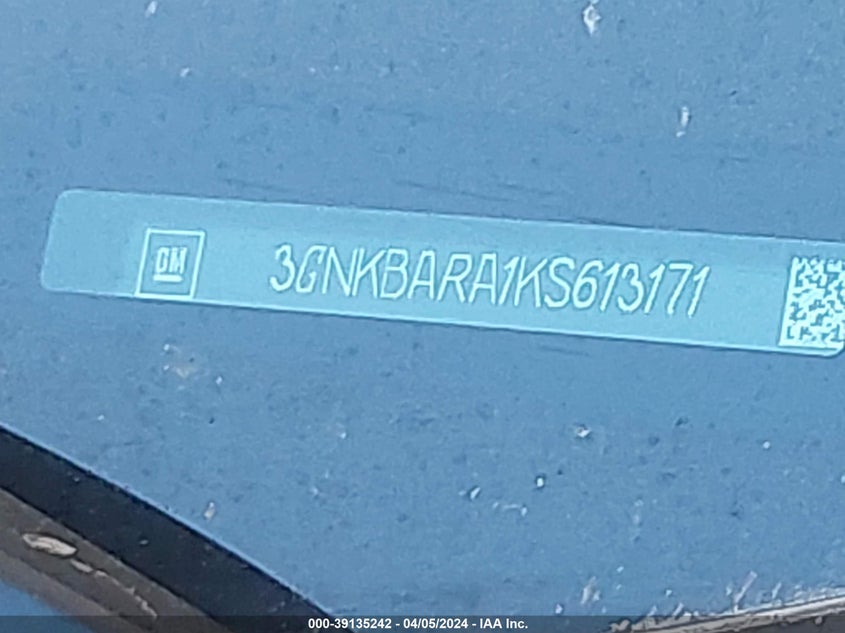 GM
3GNKBARA1KS613171
000-39135242 - 04/05/2024 - IAA Inc.